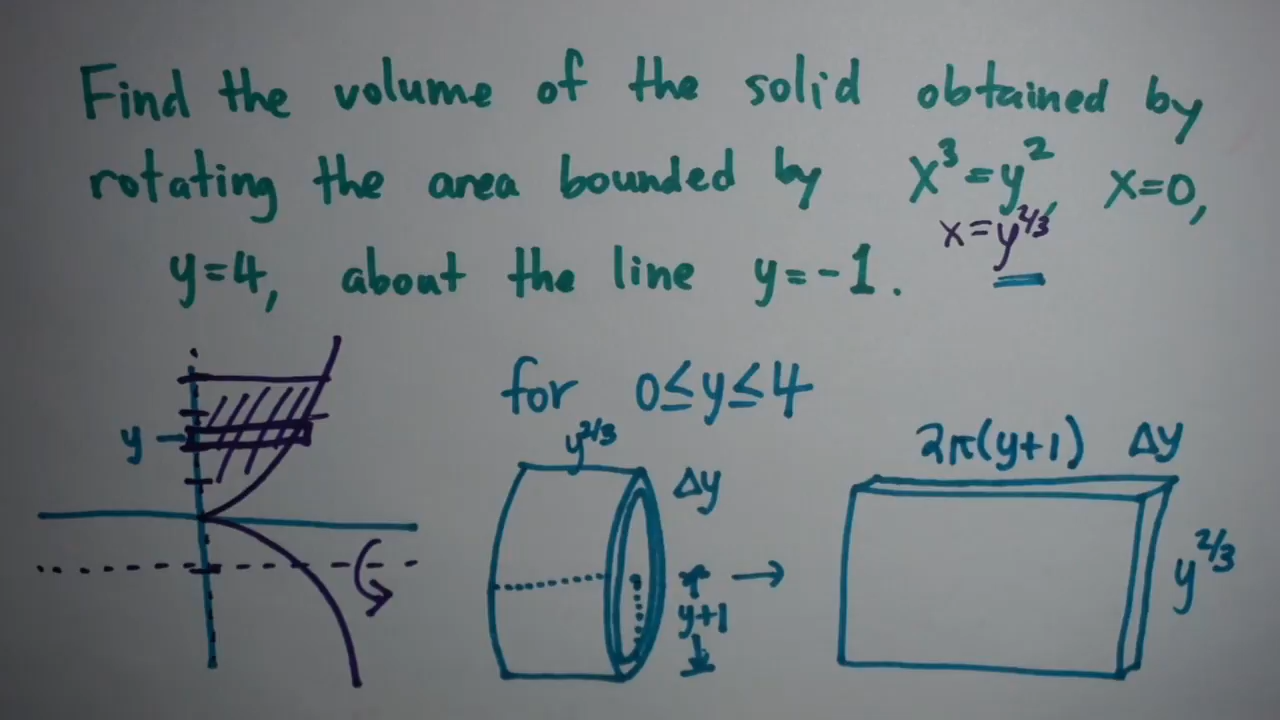 Find the volume of the solid obtained by
rotating the area bounded by x³=y², x=0,
x=y^{2/3}
y=4, about the line y=-1.
for 0≤y≤4
y
y^{2/3}
Δy
y+1
2π(y+1) Δy
y^{2/3}